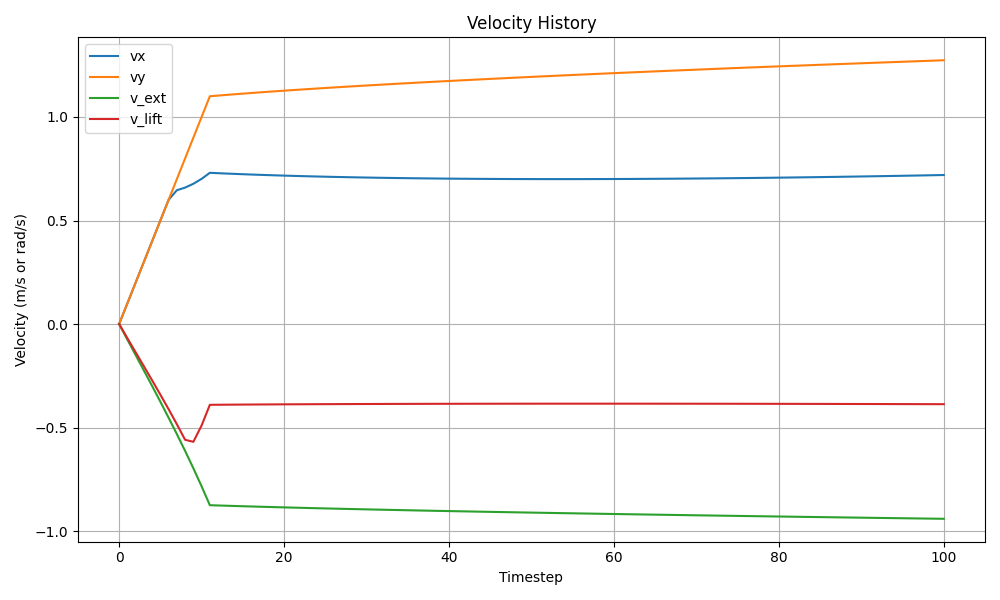 Velocity History
vx
vy
v_ext
v_lift
1.0
0.5
0.0
−0.5
−1.0
Velocity (m/s or rad/s)
0 20 40 60 80 100
Timestep